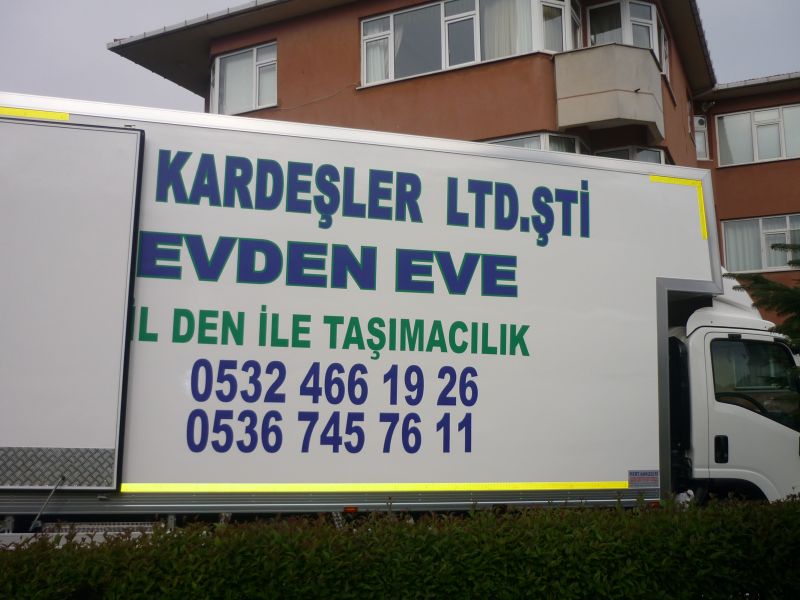 KARDEŞLER LTD.ŞTİ
EVDEN EVE
İL DEN İLE TAŞIMACILIK
0532 466 19 26
0536 745 76 11